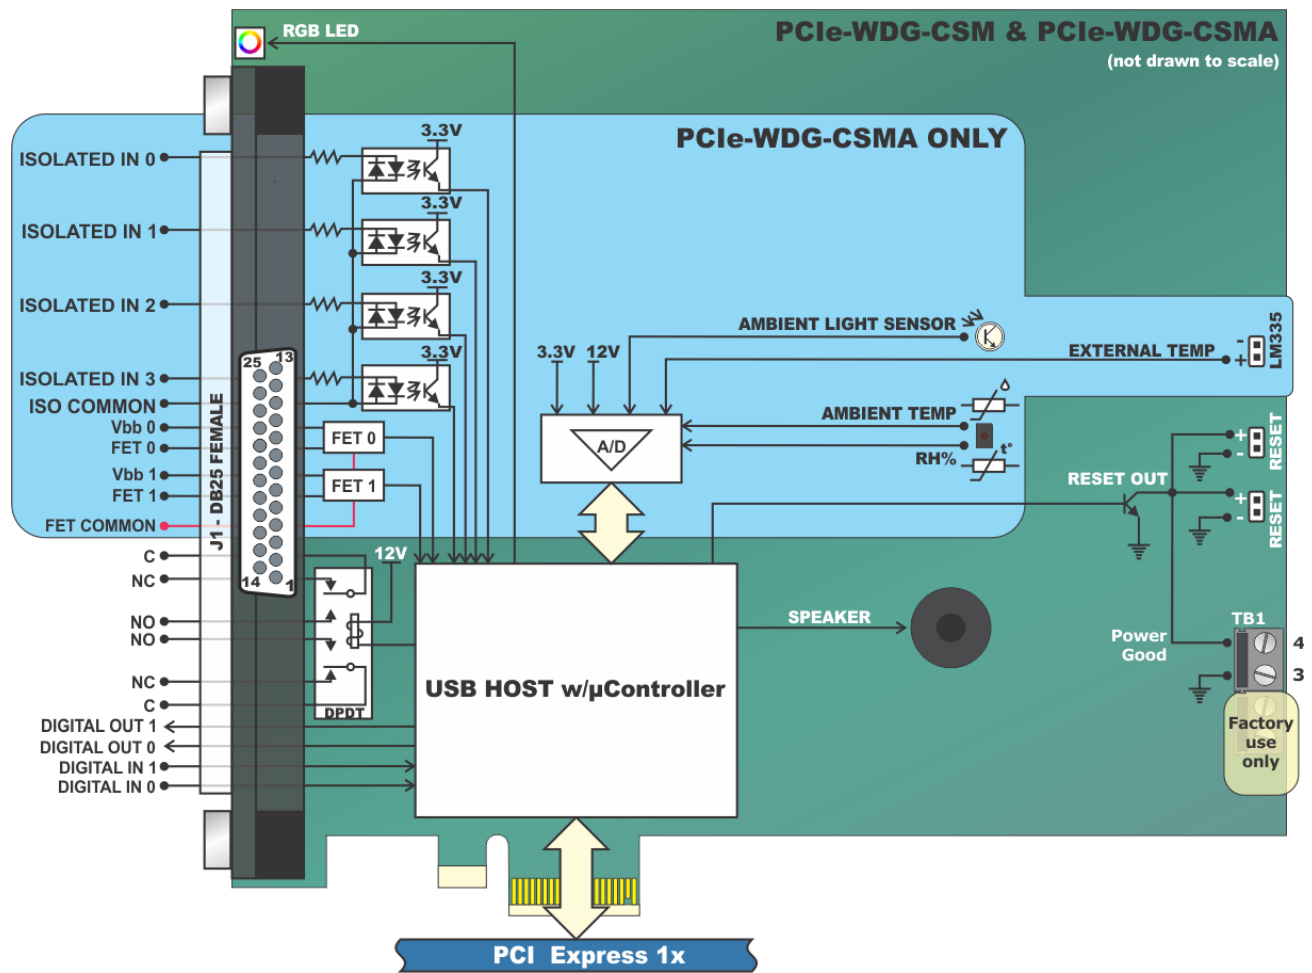 RGB LED
PCIe-WDG-CSM & PCIe-WDG-CSMA
(not drawn to scale)
PCIe-WDG-CSMA ONLY
3.3V
ISOLATED IN 0
3.3V
ISOLATED IN 1
3.3V
ISOLATED IN 2
3.3V
ISOLATED IN 3
ISO COMMON
Vbb 0
FET 0
Vbb 1
FET 1
FET COMMON
FET 0
FET 1
J1 - DB25 FEMALE
25
13
14
1
AMBIENT LIGHT SENSOR
EXTERNAL TEMP
-
+
LM335
3.3V
12V
A/D
AMBIENT TEMP
RH%
t°
RESET OUT
+
-
RESET
+
-
RESET
C
NC
NO
NO
NC
C
12V
DPDT
DIGITAL OUT 1
DIGITAL OUT 0
DIGITAL IN 1
DIGITAL IN 0
USB HOST w/µController
SPEAKER
Power
Good
TB1
4
3
Factory
use
only
PCI Express 1x